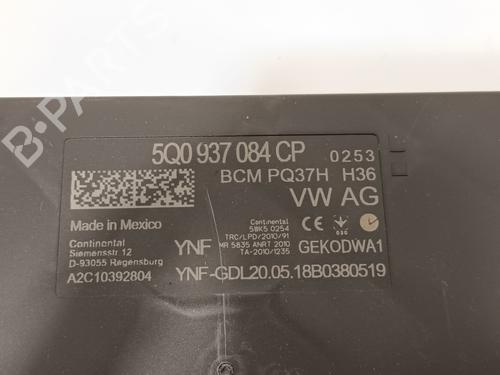 5Q0 937 084 CP 0253
BCM PQ37H H36
VW AG
Made in Mexico
Continental
Siemensstr 12
D-93055 Regensburg
A2C10392804
YNF
Continental
5WK5 0254
TRC/LPD/2010/91
MR 5835 ANRT 2010
TA-2010/1235
CE
GEKODWA1
YNF-GDL20.05.18B0380519